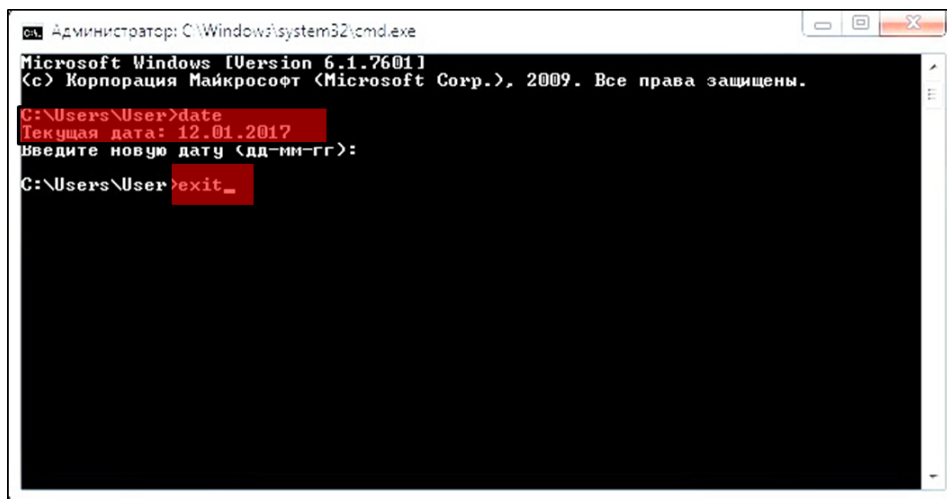 Администратор: C:\Windows\system32\cmd.exe
Microsoft Windows [Version 6.1.7601]
(c) Корпорация Майкрософт (Microsoft Corp.), 2009. Все права защищены.
C:\Users\User>date
Текущая дата: 12.01.2017
Введите новую дату (дд-мм-гг):
C:\Users\User>exit_